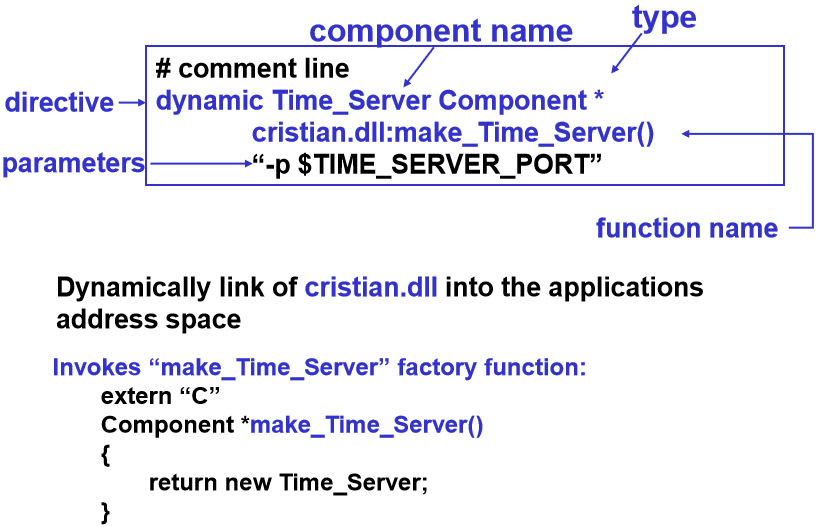 component name
type
# comment line
directive
dynamic Time_Server Component *
cristian.dll:make_Time_Server()
parameters
“-p $TIME_SERVER_PORT”
function name
Dynamically link of cristian.dll into the applications
address space
Invokes “make_Time_Server” factory function:
extern “C”
Component *make_Time_Server()
{
return new Time_Server;
}